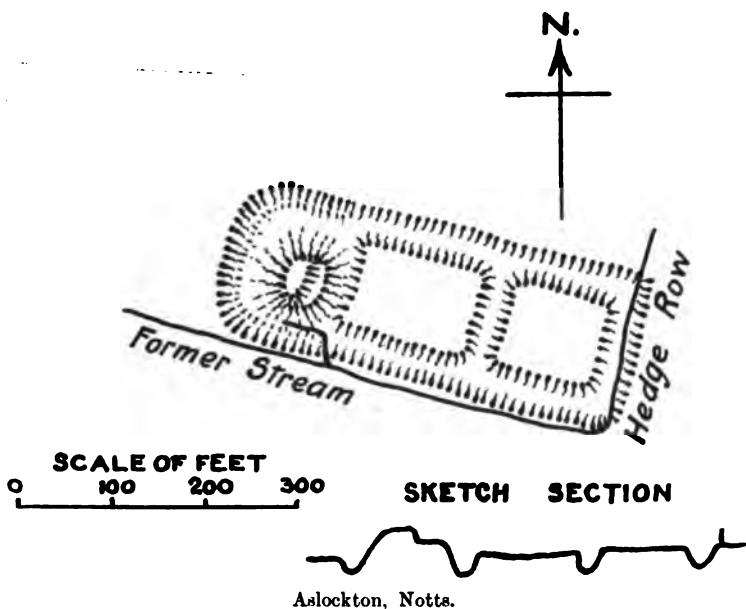 N.
Former Stream
Hedge Row
SCALE OF FEET
0 100 200 300
SKETCH SECTION
Aslockton, Notts.